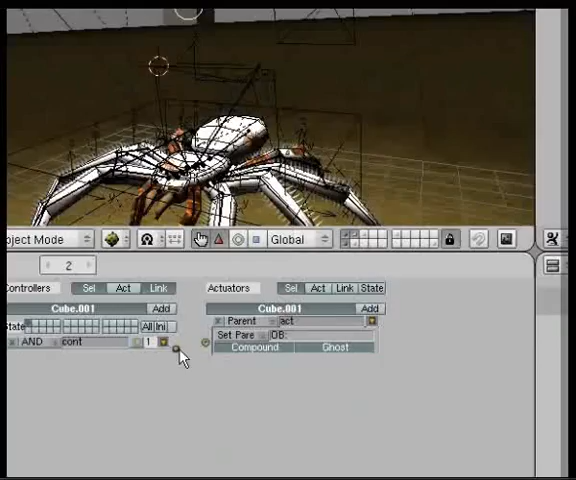 oject Mode Global
2
Controllers Sel Act Link Actuators Sel Act Link State
Cube.001 Add Cube.001 Add
State All Ini Parent act
AND cont 1 Set Pare OB:
Compound Ghost